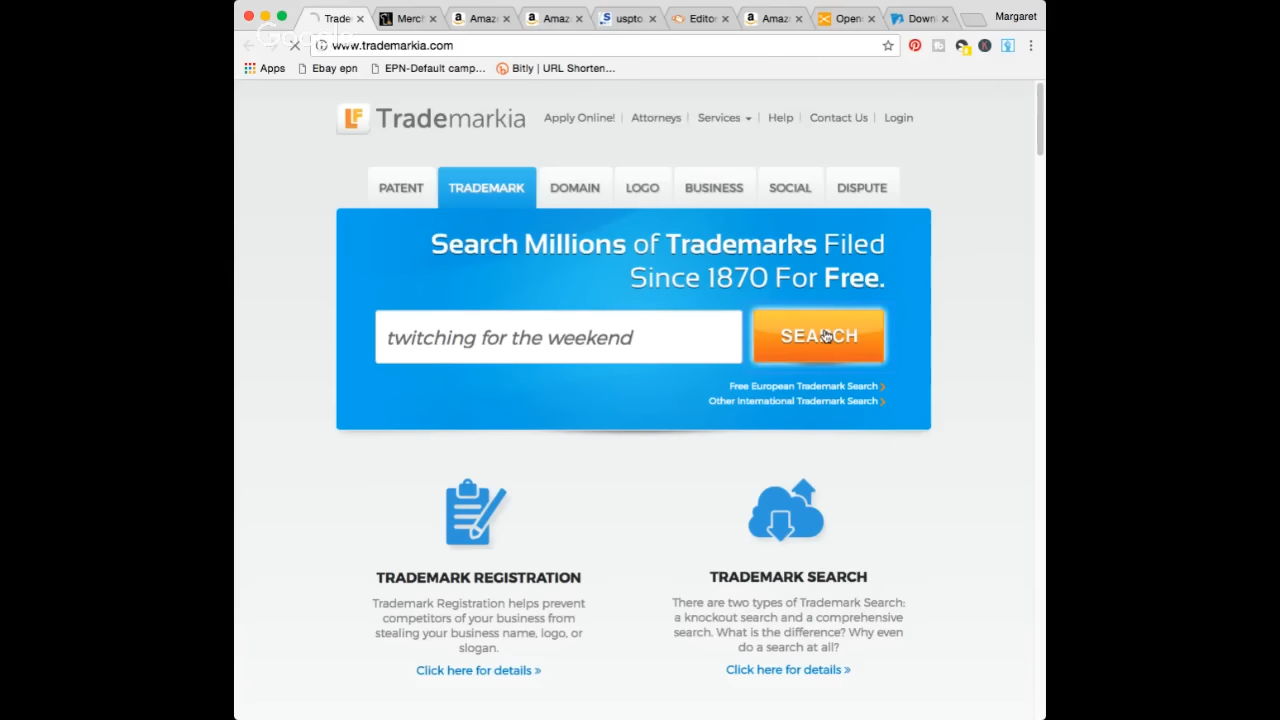 Trade
Merch
Amaz
Amaz
uspto
Editor
Amaz
Open
Down
Margaret
Google
www.trademarkia.com
Apps
Ebay epn
EPN-Default camp...
Bitly | URL Shorten...
LF
Trademarkia
Apply Online!
Attorneys
Services
Help
Contact Us
Login
PATENT
TRADEMARK
DOMAIN
LOGO
BUSINESS
SOCIAL
DISPUTE
Search Millions of Trademarks Filed
Since 1870 For Free.
twitching for the weekend
SEARCH
Free European Trademark Search
Other International Trademark Search
TRADEMARK REGISTRATION
Trademark Registration helps prevent
competitors of your business from
stealing your business name, logo, or
slogan.
Click here for details »
TRADEMARK SEARCH
There are two types of Trademark Search:
a knockout search and a comprehensive
search. What is the difference? Why even
do a search at all?
Click here for details »